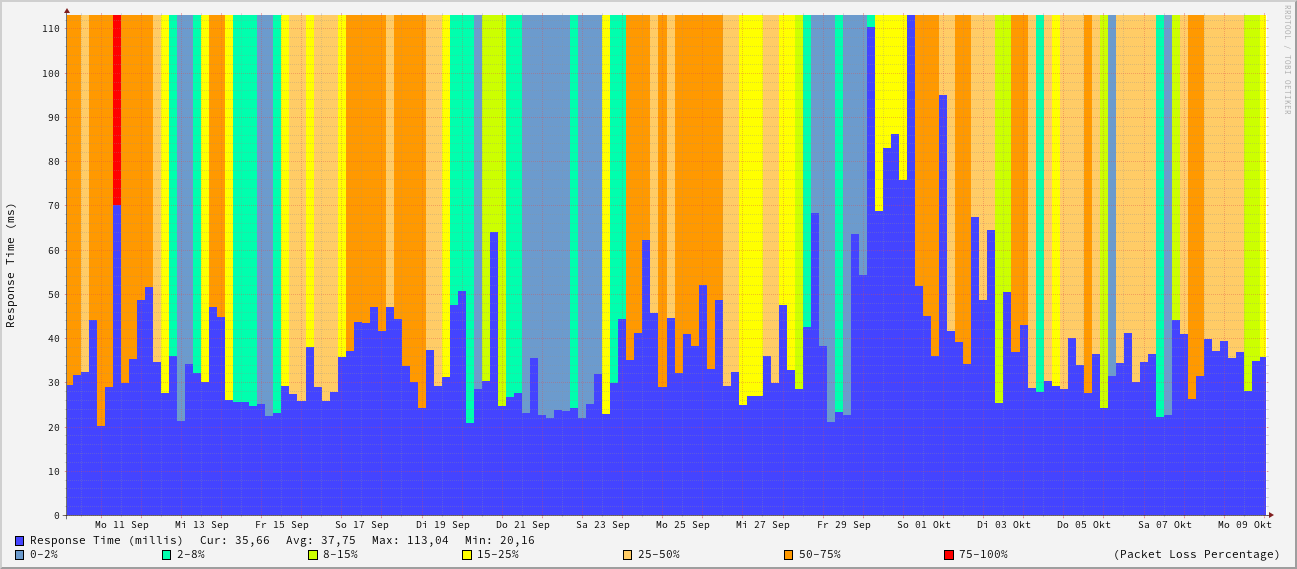 RRDTOOL / TOBI OETIKER
Response Time (ms)
110
100
90
80
70
60
50
40
30
20
10
0
Mo 11 Sep Mi 13 Sep Fr 15 Sep So 17 Sep Di 19 Sep Do 21 Sep Sa 23 Sep Mo 25 Sep Mi 27 Sep Fr 29 Sep So 01 Okt Di 03 Okt Do 05 Okt Sa 07 Okt Mo 09 Okt
Response Time (millis) Cur: 35,66 Avg: 37,75 Max: 113,04 Min: 20,16
0-2% 2-8% 8-15% 15-25% 25-50% 50-75% 75-100% (Packet Loss Percentage)